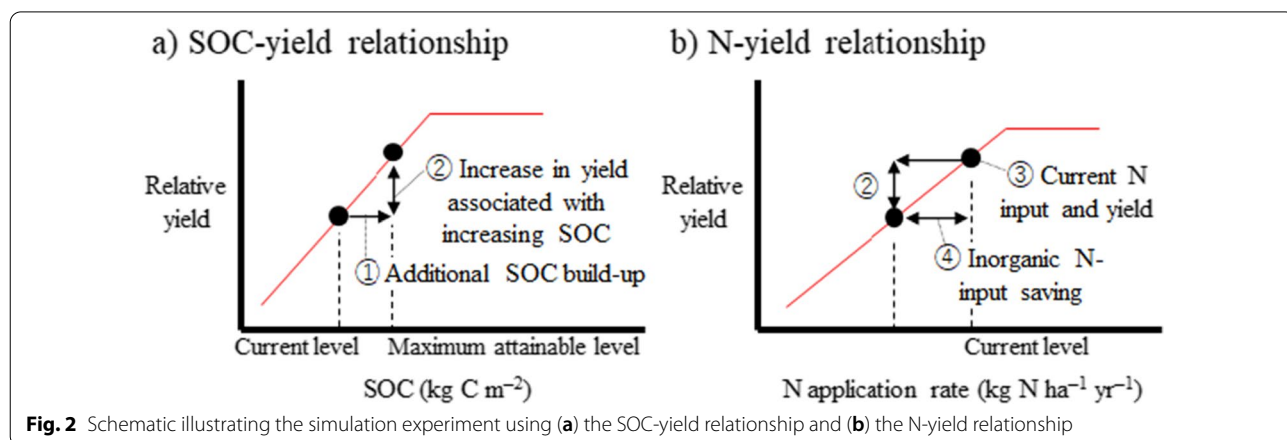 a) SOC-yield relationship
Relative
yield
② Increase in yield
associated with
increasing SOC
① Additional SOC build-up
Current level
Maximum attainable level
SOC (kg C m⁻²)
b) N-yield relationship
Relative
yield
②
③ Current N
input and yield
④ Inorganic N-
input saving
Current level
N application rate (kg N ha⁻¹ yr⁻¹)
Fig. 2 Schematic illustrating the simulation experiment using (a) the SOC-yield relationship and (b) the N-yield relationship